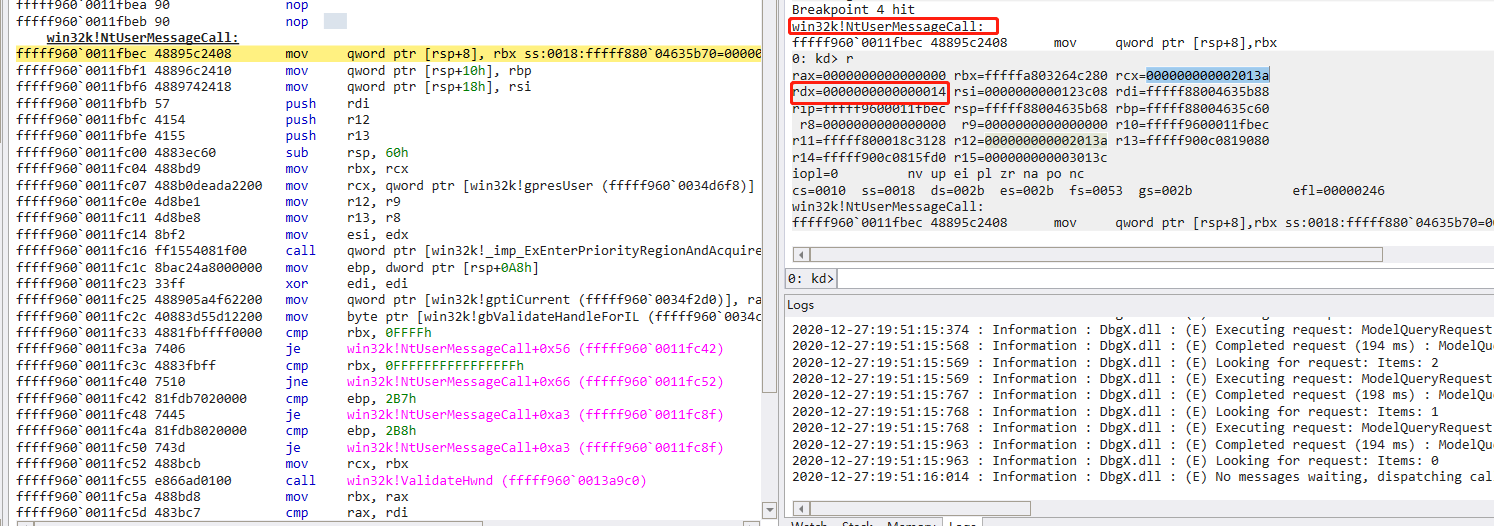 fffff960`0011fbea 90 nop
fffff960`0011fbeb 90 nop
win32k!NtUserMessageCall:
fffff960`0011fbec 48895c2408 mov qword ptr [rsp+8], rbx ss:0018:fffff880`04635b70=00000
fffff960`0011fbf1 48896c2410 mov qword ptr [rsp+10h], rbp
fffff960`0011fbf6 4889742418 mov qword ptr [rsp+18h], rsi
fffff960`0011fbfb 57 push rdi
fffff960`0011fbfc 4154 push r12
fffff960`0011fbfe 4155 push r13
fffff960`0011fc00 4883ec60 sub rsp, 60h
fffff960`0011fc04 488bd9 mov rbx, rcx
fffff960`0011fc07 488b0deada2200 mov rcx, qword ptr [win32k!gpresUser (fffff960`0034d6f8)]
fffff960`0011fc0e 4d8be1 mov r12, r9
fffff960`0011fc11 4d8be8 mov r13, r8
fffff960`0011fc14 8bf2 mov esi, edx
fffff960`0011fc16 ff1554081f00 call qword ptr [win32k!_imp_ExEnterPriorityRegionAndAcquire
fffff960`0011fc1c 8bac24a8000000 mov ebp, dword ptr [rsp+0A8h]
fffff960`0011fc23 33ff xor edi, edi
fffff960`0011fc25 488905a4f62200 mov qword ptr [win32k!gptiCurrent (fffff960`0034f2d0)], ra
fffff960`0011fc2c 40883d55d12200 mov byte ptr [win32k!gbValidateHandleForIL (fffff960`0034c
fffff960`0011fc33 4881fbffff0000 cmp rbx, 0FFFFh
fffff960`0011fc3a 7406 je win32k!NtUserMessageCall+0x56 (fffff960`0011fc42)
fffff960`0011fc3c 4883fbff cmp rbx, 0FFFFFFFFFFFFFFFFh
fffff960`0011fc40 7510 jne win32k!NtUserMessageCall+0x66 (fffff960`0011fc52)
fffff960`0011fc42 81fdb7020000 cmp ebp, 2B7h
fffff960`0011fc48 7445 je win32k!NtUserMessageCall+0xa3 (fffff960`0011fc8f)
fffff960`0011fc4a 81fdb8020000 cmp ebp, 2B8h
fffff960`0011fc50 743d je win32k!NtUserMessageCall+0xa3 (fffff960`0011fc8f)
fffff960`0011fc52 488bcb mov rcx, rbx
fffff960`0011fc55 e866ad0100 call win32k!ValidateHwnd (fffff960`0013a9c0)
fffff960`0011fc5a 488bd8 mov rbx, rax
fffff960`0011fc5d 483bc7 cmp rax, rdi
Breakpoint 4 hit
win32k!NtUserMessageCall:
fffff960`0011fbec 48895c2408 mov qword ptr [rsp+8],rbx
0: kd> r
rax=0000000000000000 rbx=fffffa803264c280 rcx=000000000002013a
rdx=0000000000000014 rsi=0000000000123c08 rdi=fffff88004635b88
rip=fffff9600011fbec rsp=fffff88004635b68 rbp=fffff88004635c60
r8=0000000000000000 r9=0000000000000000 r10=fffff9600011fbec
r11=fffff800018c3128 r12=000000000002013a r13=fffff900c0819080
r14=fffff900c0815fd0 r15=000000000003013c
iopl=0 nv up ei pl zr na po nc
cs=0010 ss=0018 ds=002b es=002b fs=0053 gs=002b efl=00000246
win32k!NtUserMessageCall:
fffff960`0011fbec 48895c2408 mov qword ptr [rsp+8],rbx ss:0018:fffff880`04635b70=00
0: kd>
Logs
2020-12-27:19:51:15:374 : Information : DbgX.dll : (E) Executing request: ModelQueryRequest
2020-12-27:19:51:15:568 : Information : DbgX.dll : (E) Completed request (194 ms) : ModelQu
2020-12-27:19:51:15:569 : Information : DbgX.dll : (E) Looking for request: Items: 2
2020-12-27:19:51:15:569 : Information : DbgX.dll : (E) Executing request: ModelQueryRequest
2020-12-27:19:51:15:767 : Information : DbgX.dll : (E) Completed request (198 ms) : ModelQu
2020-12-27:19:51:15:768 : Information : DbgX.dll : (E) Looking for request: Items: 1
2020-12-27:19:51:15:768 : Information : DbgX.dll : (E) Executing request: ModelQueryRequest
2020-12-27:19:51:15:963 : Information : DbgX.dll : (E) Completed request (194 ms) : ModelQu
2020-12-27:19:51:15:963 : Information : DbgX.dll : (E) Looking for request: Items: 0
2020-12-27:19:51:16:014 : Information : DbgX.dll : (E) No messages waiting, dispatching cal
Watch Stack Memory Logs